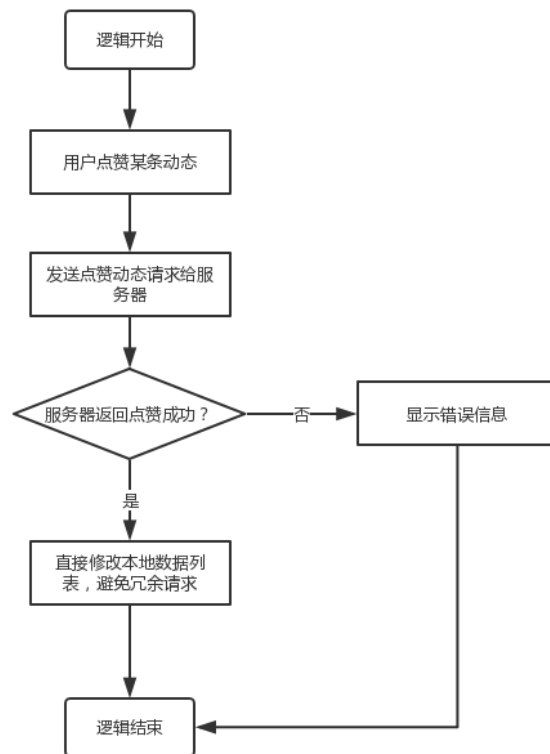 逻辑开始
用户点赞某条动态
发送点赞动态请求给服
务器
服务器返回点赞成功？
否
显示错误信息
是
直接修改本地数据列
表，避免冗余请求
逻辑结束